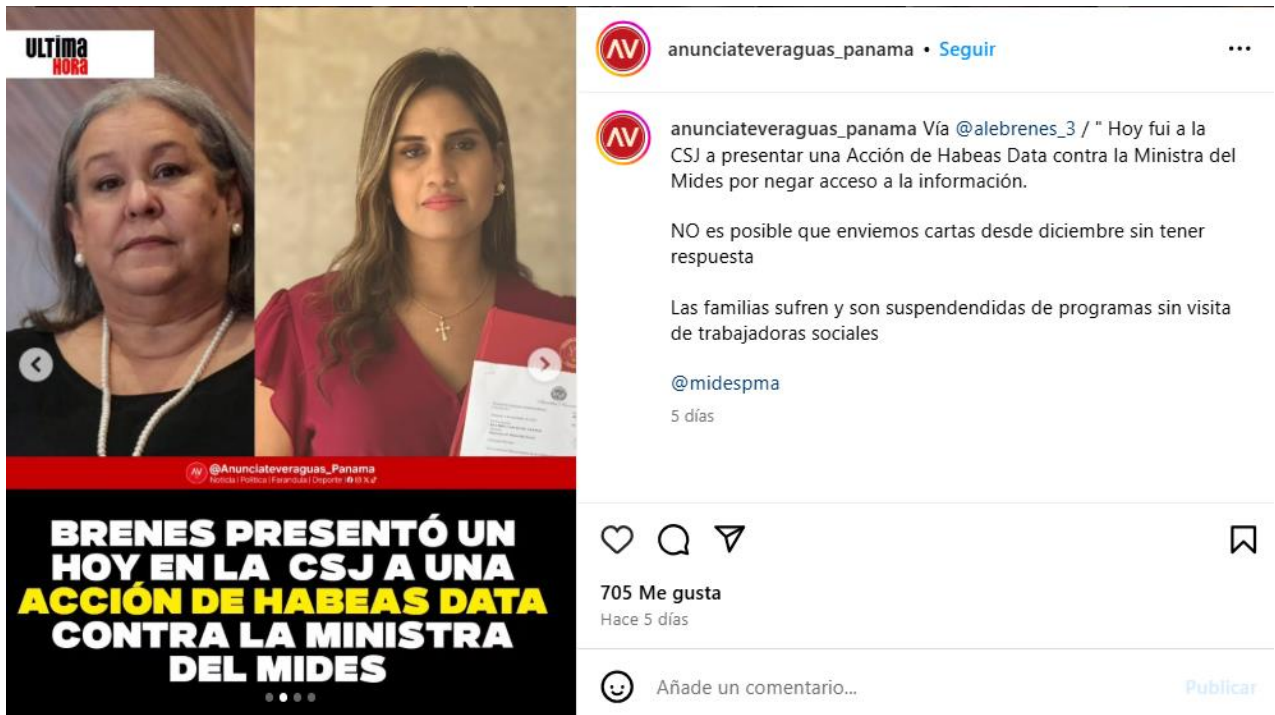 ULTIMA
HORA
@Anunciateveraguas_Panama
Noticia | Política | Farandula | Deporte |
BRENES PRESENTÓ UN
HOY EN LA CSJ A UNA
ACCIÓN DE HABEAS DATA
CONTRA LA MINISTRA
DEL MIDES
anunciateveraguas_panama • Seguir
anunciateveraguas_panama Vía @alebrenes_3 / " Hoy fui a la
CSJ a presentar una Acción de Habeas Data contra la Ministra del
Mides por negar acceso a la información.
NO es posible que enviemos cartas desde diciembre sin tener
respuesta
Las familias sufren y son suspendendidas de programas sin visita
de trabajadoras sociales
@midespma
5 días
705 Me gusta
Hace 5 días
Añade un comentario...
Publicar